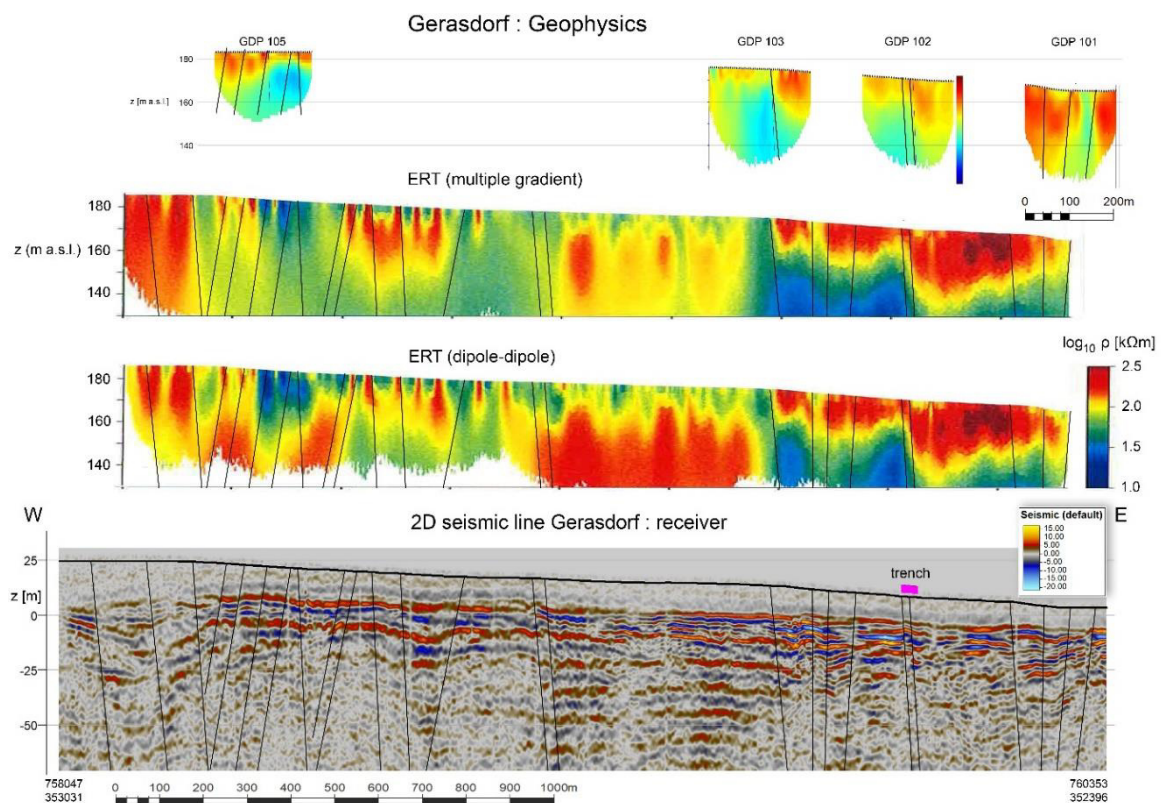 Gerasdorf : Geophysics
GDP 105
GDP 103
GDP 102
GDP 101
180
z [m a.s.l.]
160
140
0 50 100 200m
ERT (multiple gradient)
180
z (m a.s.l.)
160
140
ERT (dipole-dipole)
180
160
140
log10 ρ [kΩm]
2.5
2.0
1.5
1.0
W
E
2D seismic line Gerasdorf : receiver
Seismic (default)
15.00
10.00
5.00
0.00
-5.00
-10.00
-15.00
-20.00
trench
25
z [m]
0
-25
-50
758047
353031
0 100 200 300 400 500 600 700 800 900 1000m
760353
352396